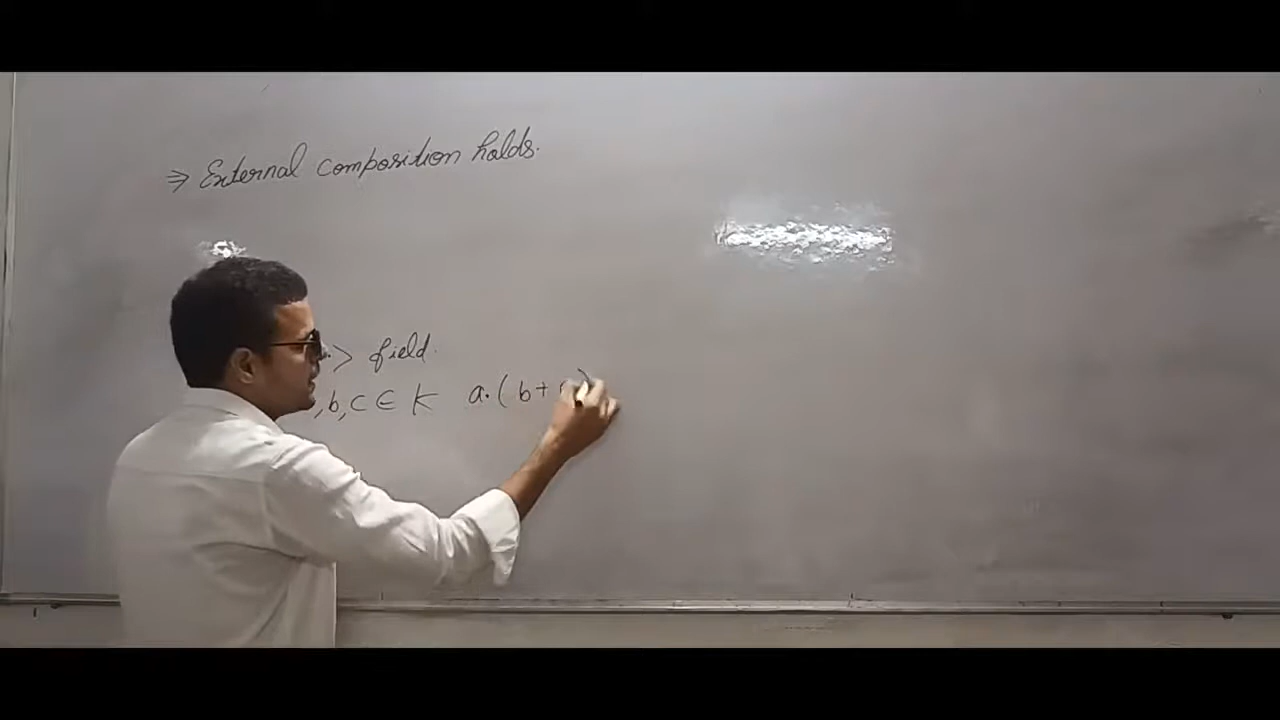 ⇒ External composition holds.
.> field.
,b,c ∈ K a.(b+